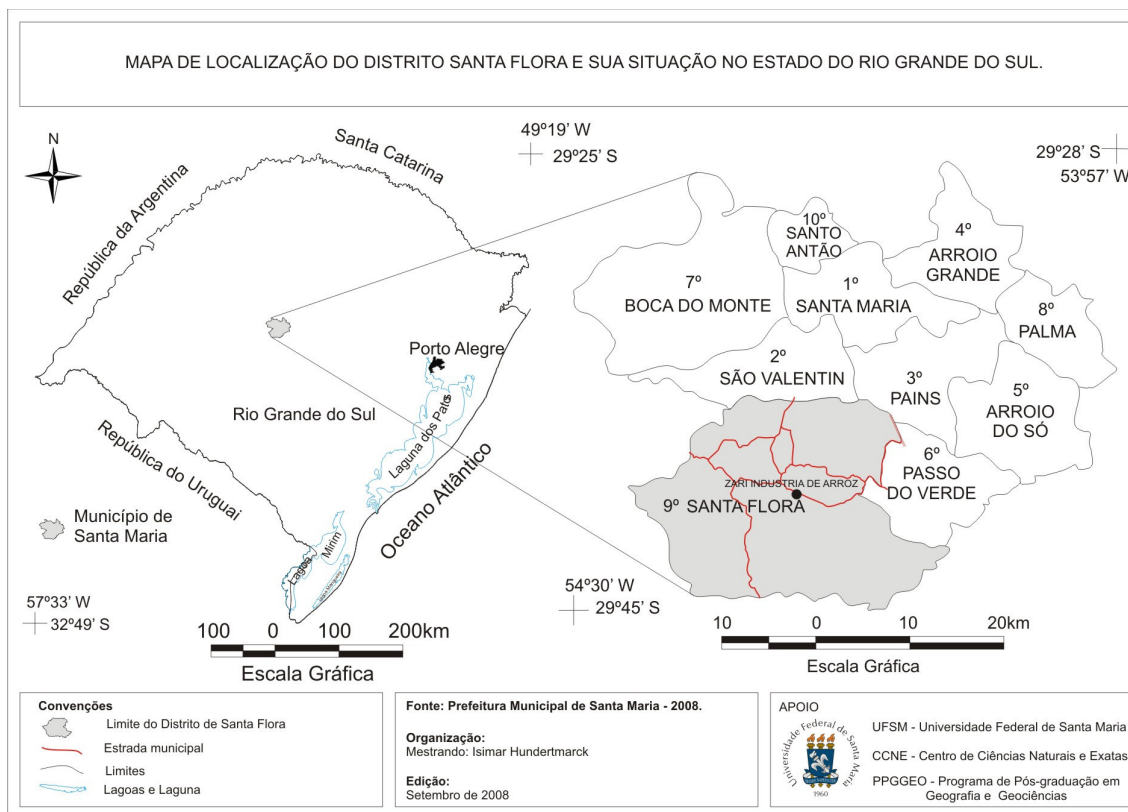 MAPA DE LOCALIZAÇÃO DO DISTRITO SANTA FLORA E SUA SITUAÇÃO NO ESTADO DO RIO GRANDE DO SUL.
N
República da Argentina
Santa Catarina
49º19’ W
29º25’ S
Porto Alegre
Rio Grande do Sul
Laguna dos Patos
República do Uruguai
Oceano Atlântico
Município de
Santa Maria
Lagoa
Mirim
57º33’ W
32º49’ S
100 0 100 200km
Escala Gráfica
29º28’ S
53º57’ W
10º
SANTO
ANTÃO
4º
ARROIO
GRANDE
7º
BOCA DO MONTE
1º
SANTA MARIA
8º
PALMA
2º
SÃO VALENTIN
3º
PAINS
5º
ARROIO
DO SÓ
6º
PASSO
DO VERDE
ZARI INDUSTRIA DE ARROZ
9º SANTA FLORA
54º30’ W
29º45’ S
10 0 10 20km
Escala Gráfica
Convenções
Limite do Distrito de Santa Flora
Estrada municipal
Limites
Lagoas e Laguna
Fonte: Prefeitura Municipal de Santa Maria - 2008.
Organização:
Mestrando: Isimar Hundertmarck
Edição:
Setembro de 2008
APOIO
Universidade Federal de Santa Maria
1960
UFSM - Universidade Federal de Santa Maria
CCNE - Centro de Ciências Naturais e Exatas
PPGGEO - Programa de Pós-graduação em
Geografia e Geociências